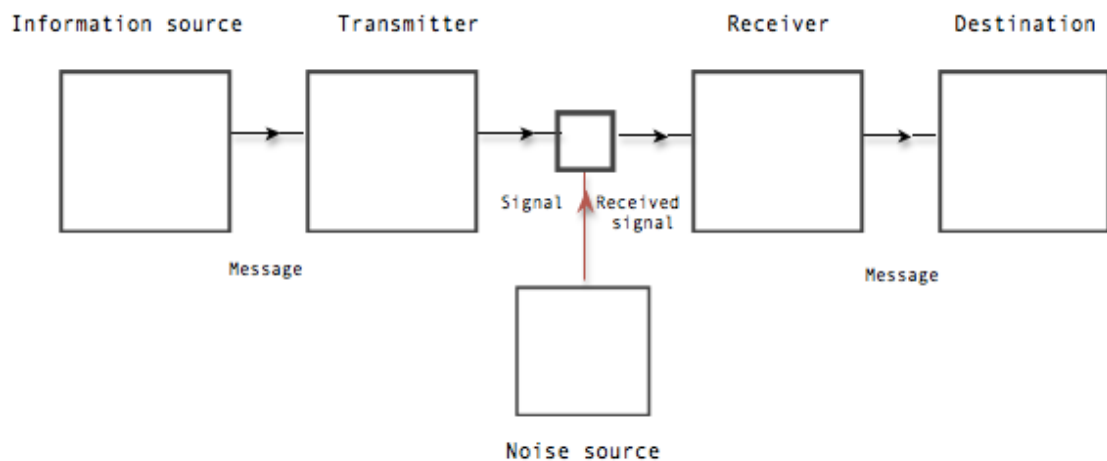 Information source
Transmitter
Receiver
Destination
Signal
Received
signal
Message
Message
Noise source